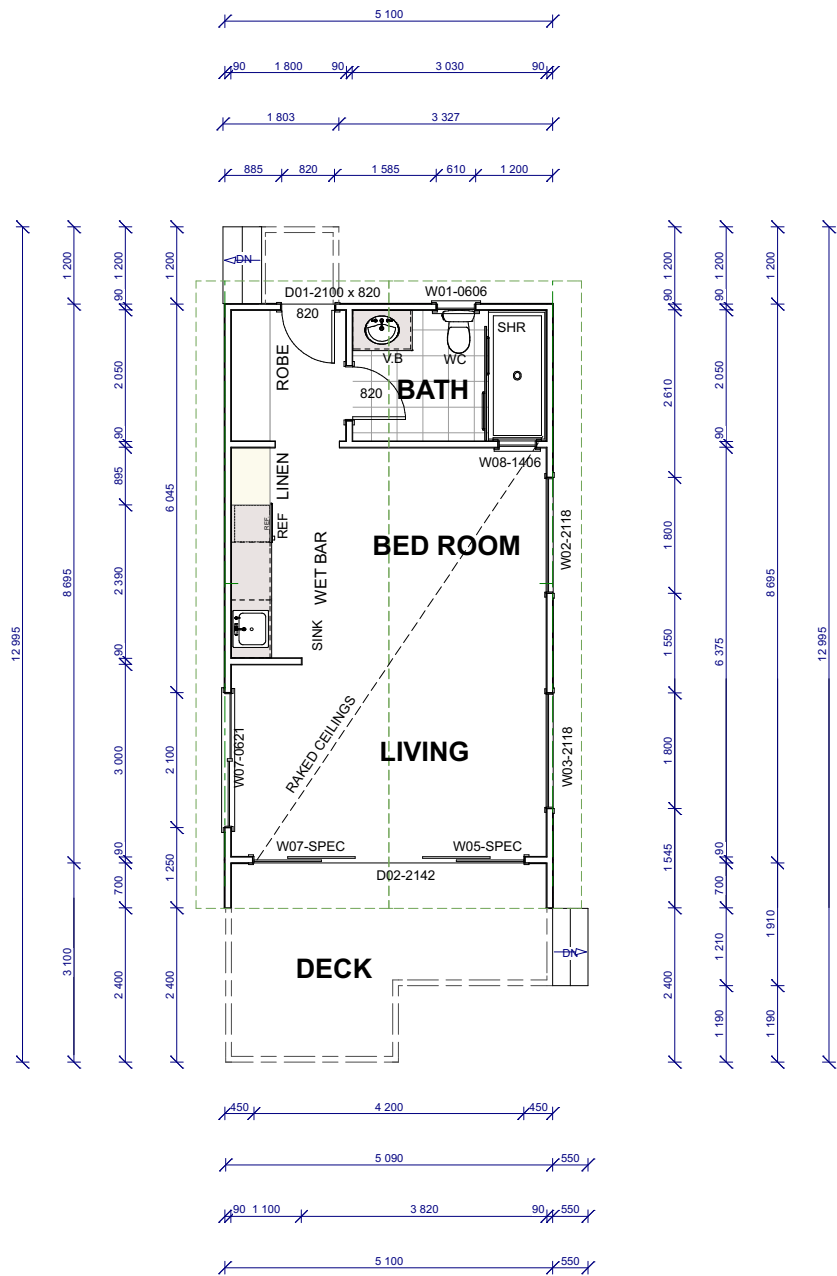 5 100
90 1 800 90 3 030 90
1 803 3 327
885 820 1 585 610 1 200
DN
D01-2100 x 820
W01-0606
820
SHR
V.B
WC
ROBE
820
BATH
W08-1406
LINEN
REF
REF
BED ROOM
W02-2118
WET BAR
SINK
RAKED CEILINGS
LIVING
W07-0621
W03-2118
W07-SPEC
W05-SPEC
D02-2142
DECK
DN
12 995
1 200
8 695
3 100
1 200
90
2 050
90
895
2 390
90
3 000
90
700
2 400
1 200
6 045
2 100
1 250
2 400
1 200
90
2 610
1 800
1 550
1 800
1 545
2 400
1 200
90
2 050
90
6 375
90
700
1 210
1 190
1 200
8 695
1 910
1 190
12 995
450 4 200 450
5 090 550
90 1 100 3 820 90 550
5 100 550